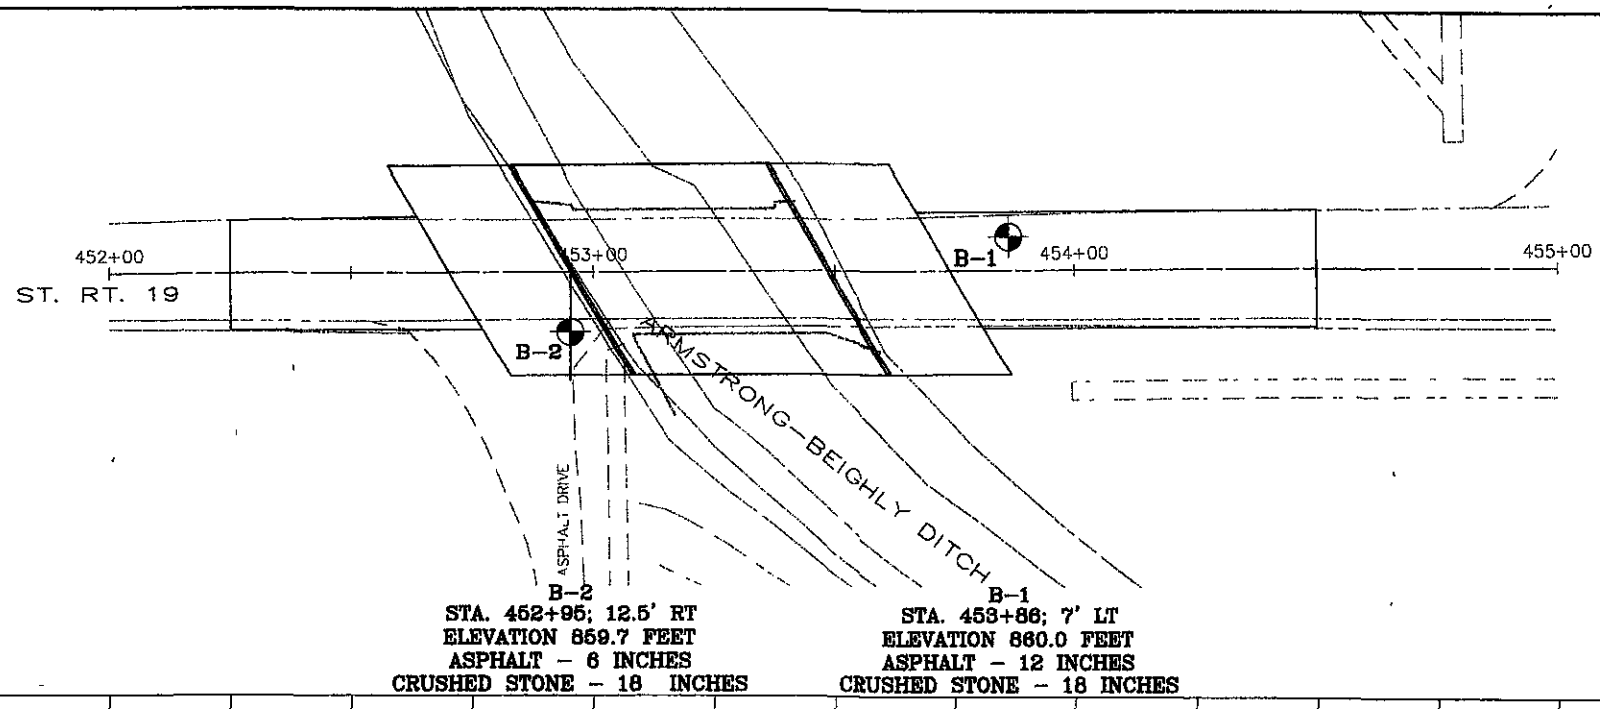 452+00
453+00
B-1
454+00
455+00
ST. RT. 19
B-2
ARMSTRONG-BEIGHLY DITCH
ASPHALT DRIVE
B-2
STA. 452+95; 12.5' RT
ELEVATION 859.7 FEET
ASPHALT - 6 INCHES
CRUSHED STONE - 18 INCHES
B-1
STA. 453+86; 7' LT
ELEVATION 860.0 FEET
ASPHALT - 12 INCHES
CRUSHED STONE - 18 INCHES